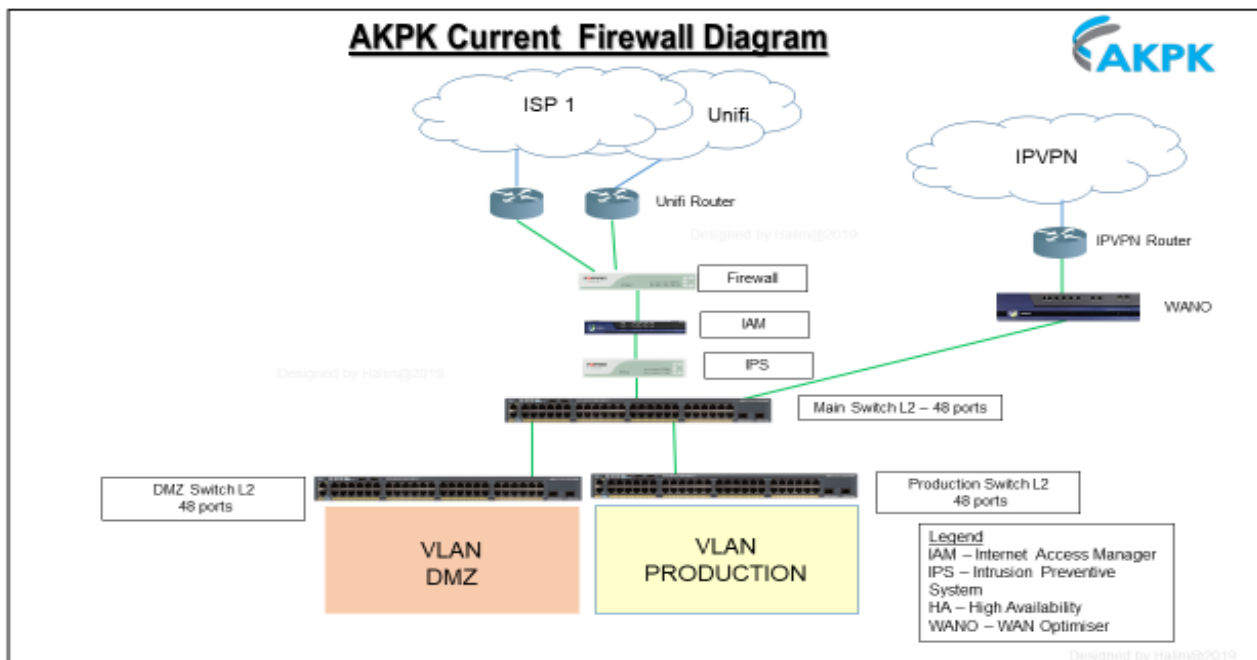 AKPK Current Firewall Diagram
AKPK
ISP 1
Unifi
IPVPN
Unifi Router
Designed by Halim@2019
IPVPN Router
Firewall
WANO
IAM
Designed by Halim@2019
IPS
Main Switch L2 – 48 ports
DMZ Switch L2
48 ports
Production Switch L2
48 ports
VLAN
DMZ
VLAN
PRODUCTION
Legend
IAM – Internet Access Manager
IPS – Intrusion Preventive
System
HA – High Availability
WANO – WAN Optimiser
Designed by Halim@2019